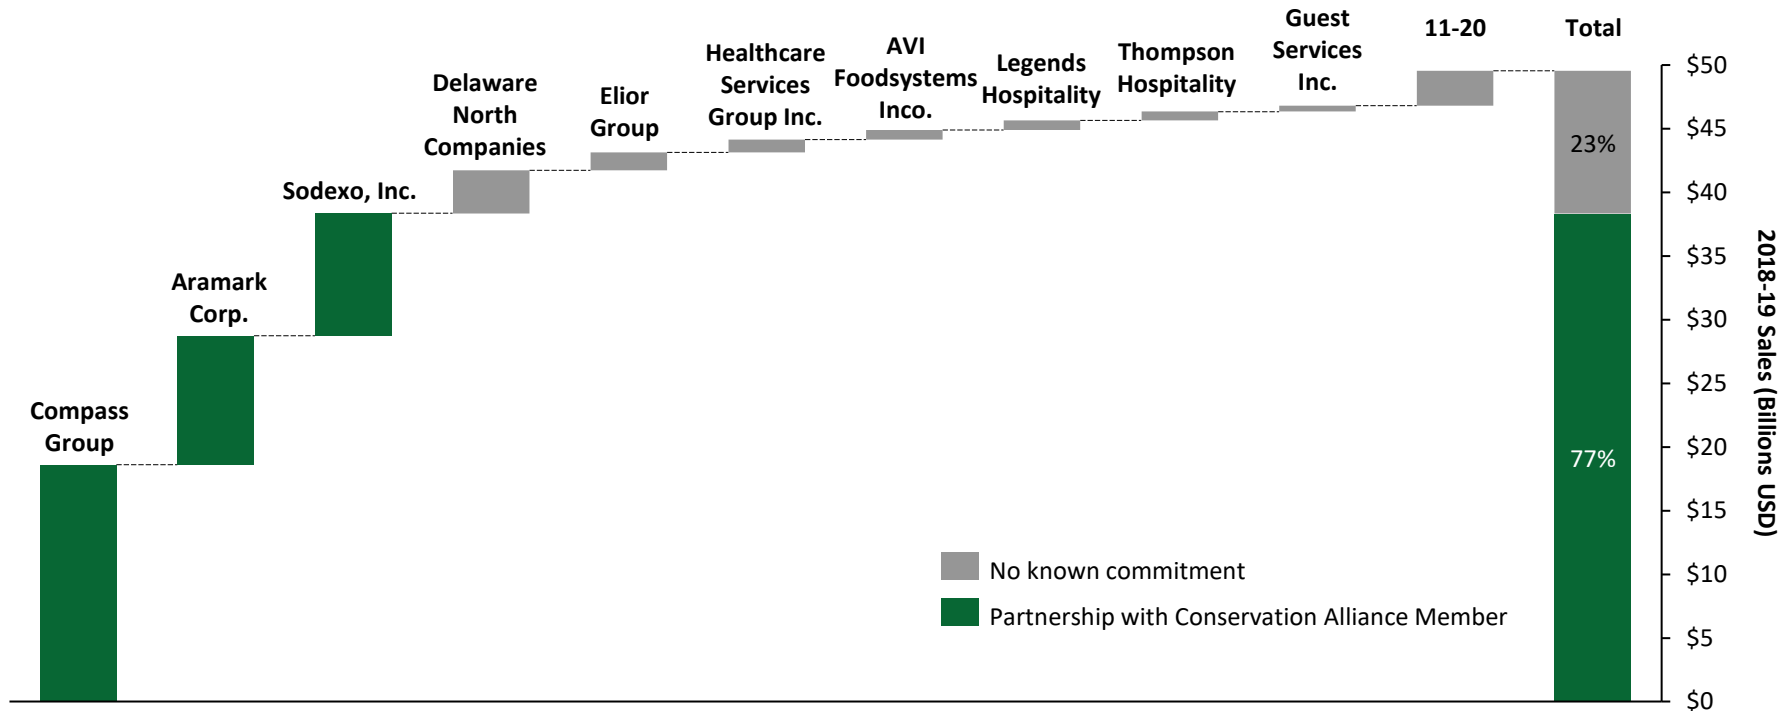 Compass
Group
Aramark
Corp.
Sodexo, Inc.
Delaware
North
Companies
Elior
Group
Healthcare
Services
Group Inc.
AVI
Foodsystems
Inco.
Legends
Hospitality
Thompson
Hospitality
Guest
Services
Inc.
11-20
Total
23%
77%
$50
$45
$40
$35
$30
$25
$20
$15
$10
$5
$0
2018-19 Sales (Billions USD)
No known commitment
Partnership with Conservation Alliance Member